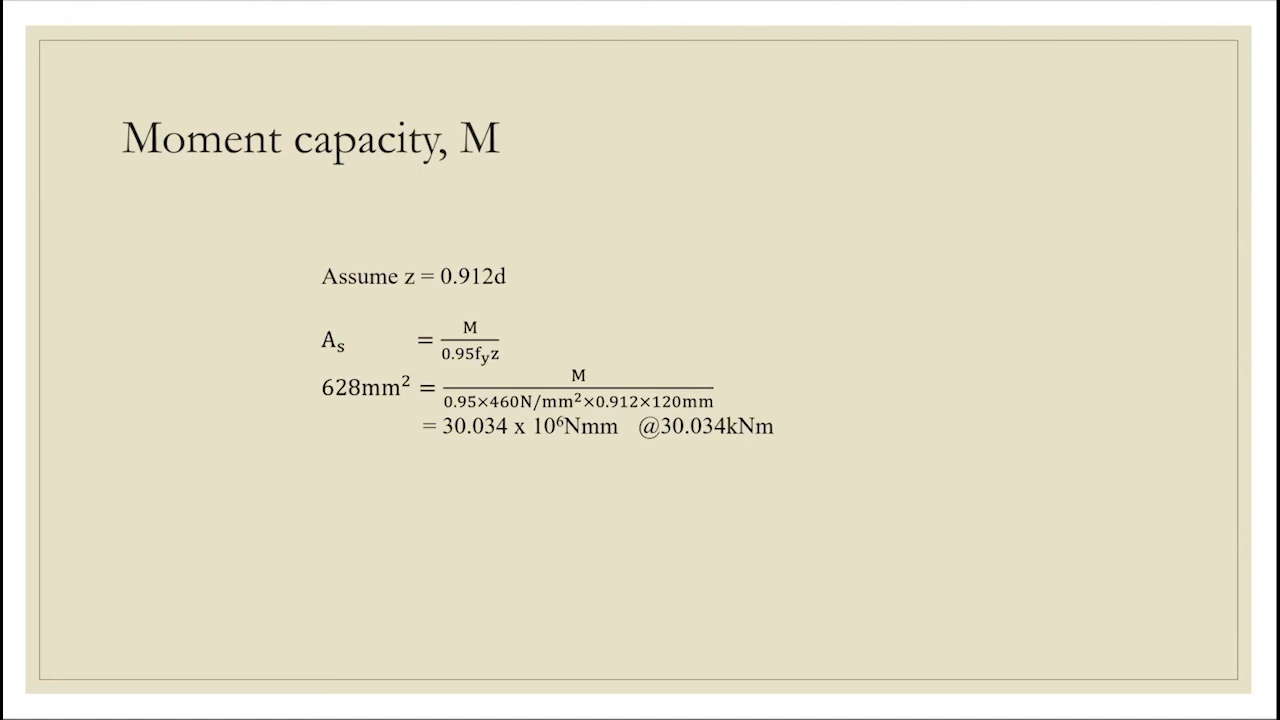 Moment capacity, M
Assume z = 0.912d
Aₛ = M / 0.95f_y z
628mm² = M / 0.95×460N/mm²×0.912×120mm
= 30.034 x 10⁶Nmm @30.034kNm